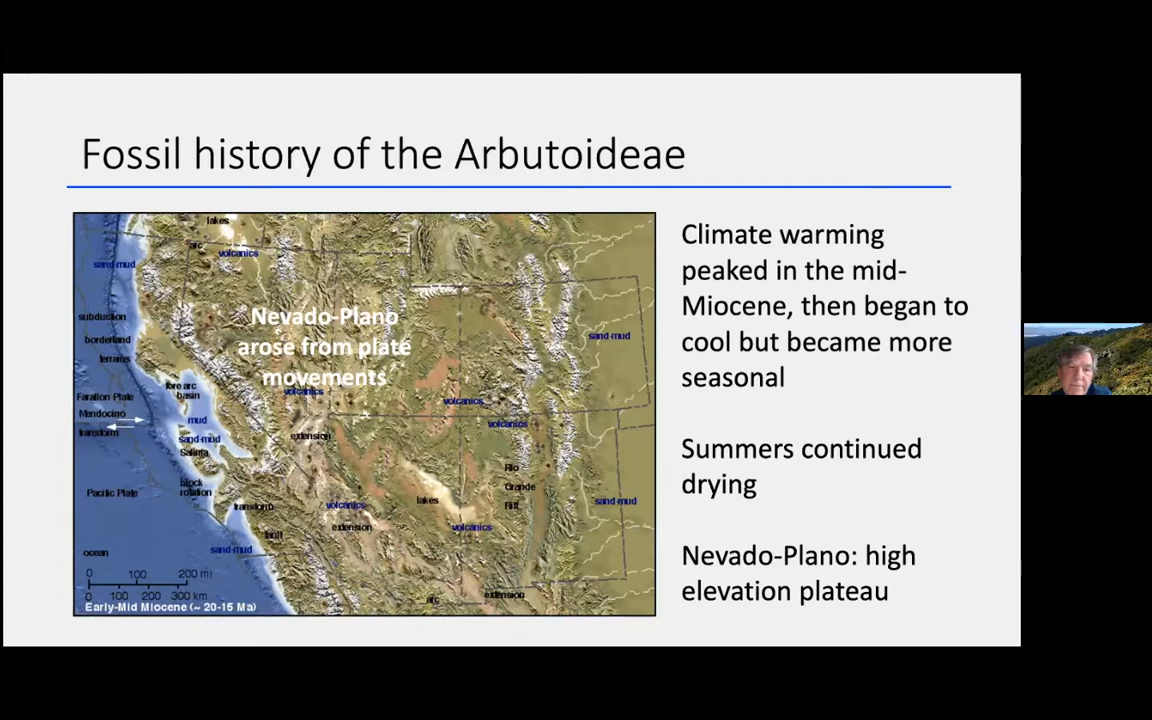 Fossil history of the Arbutoideae
lakes
arc
volcanics
sand-mud
Nevado-Plano
arose from plate
movements
subduction
borderland
terrains
sand-mud
fore arc
basin
volcanics
Farallon Plate
Mendocino
transform
mud
sand-mud
Salinia
volcanics
volcanics
extension
block
rotation
Pacific Plate
Rio
Grande
Rift
lakes
transform
volcanics
sand-mud
extension
volcanics
fault
sand-mud
ocean
0 100 200 mi
0 100 200 300 km
arc
extension
Early-Mid Miocene (~ 20-15 Ma)
Climate warming
peaked in the mid-
Miocene, then began to
cool but became more
seasonal
Summers continued
drying
Nevado-Plano: high
elevation plateau